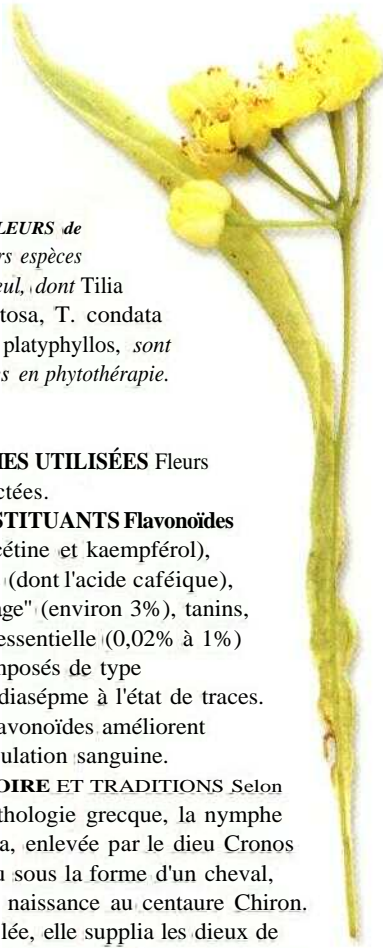 LEURS de
rs espèces
eul, dont Tilia
tosa, T. condata
platyphyllos, sont
es en phytothérapie.
IES UTILISÉES Fleurs
ctées.
STITUANTS Flavonoïdes
cétine et kaempférol),
(dont l'acide caféique),
age" (environ 3%), tanins,
essentielle (0,02% à 1%)
mposés de type
diasépme à l'état de traces.
avonoïdes améliorent
ulation sanguine.
OIRE ET TRADITIONS Selon
thologie grecque, la nymphe
a, enlevée par le dieu Cronos
u sous la forme d'un cheval,
naissance au centaure Chiron.
lée, elle supplia les dieux de